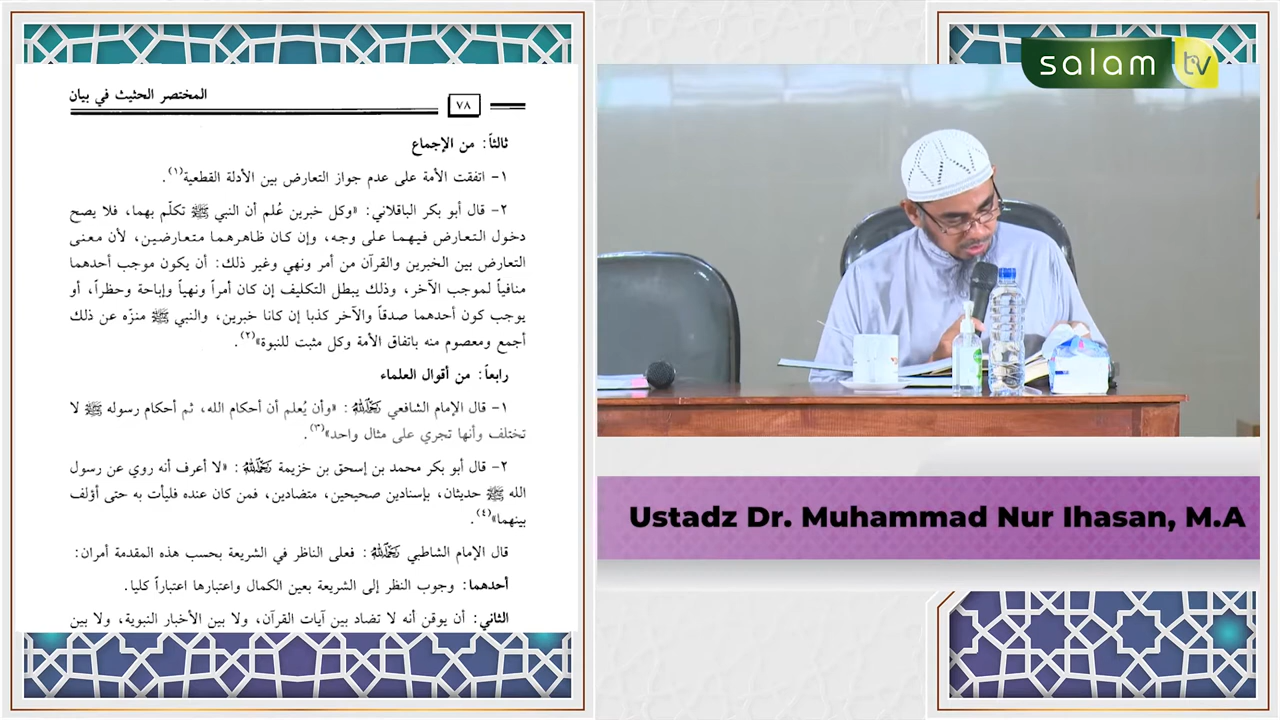 المختصر الحثيث في بيان
٧٨
ثالثاً: من الإجماع
١- اتفقت الأمة على عدم جواز التعارض بين الأدلة القطعية(١).
٢- قال أبو بكر الباقلاني: «وكل خبرين عُلم أن النبي ﷺ تكلّم بهما، فلا يصح
دخول التعارض فيهما على وجه، وإن كان ظاهرهما متعارضين، لأن معنى
التعارض بين الخبرين والقرآن من أمر ونهي وغير ذلك: أن يكون موجب أحدهما
منافياً لموجب الآخر، وذلك يبطل التكليف إن كان أمراً ونهياً وإباحة وحظراً، أو
يوجب كون أحدهما صدقاً والآخر كذبا إن كانا خبرين، والنبي ﷺ منزّه عن ذلك
أجمع ومعصوم منه باتفاق الأمة وكل مثبت للنبوة»(٢).
رابعاً: من أقوال العلماء
١- قال الإمام الشافعي رَحِمَهُ اللهُ: «وأن يُعلم أن أحكام الله، ثم أحكام رسوله ﷺ لا
تختلف وأنها تجري على مثال واحد»(٣).
٢- قال أبو بكر محمد بن إسحق بن خزيمة رَحِمَهُ اللهُ: «لا أعرف أنه روي عن رسول
الله ﷺ حديثان، بإسنادين صحيحين، متضادين، فمن كان عنده فليأت به حتى أؤلف
بينهما»(٤).
قال الإمام الشاطبي رَحِمَهُ اللهُ: فعلى الناظر في الشريعة بحسب هذه المقدمة أمران:
أحدهما: وجوب النظر إلى الشريعة بعين الكمال واعتبارها اعتباراً كليا.
الثاني: أن يوقن أنه لا تضاد بين آيات القرآن، ولا بين الأخبار النبوية، ولا بين
salam tv
Ustadz Dr. Muhammad Nur Ihasan, M.A